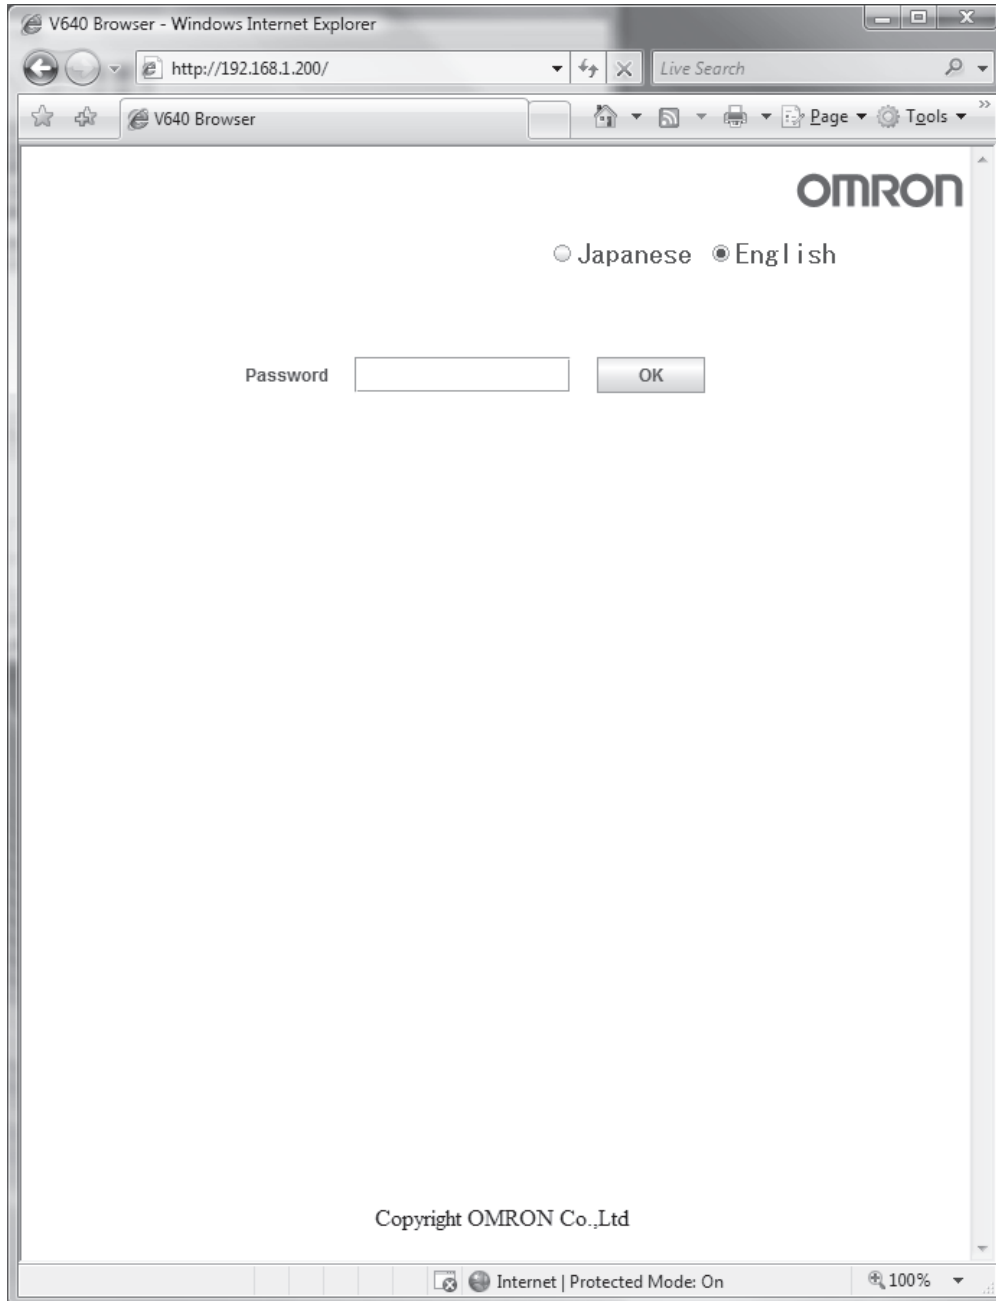 V640 Browser - Windows Internet Explorer
http://192.168.1.200/
Live Search
V640 Browser
Page
Tools
OMRON
Japanese English
Password OK
Copyright OMRON Co.,Ltd
Internet | Protected Mode: On
100%